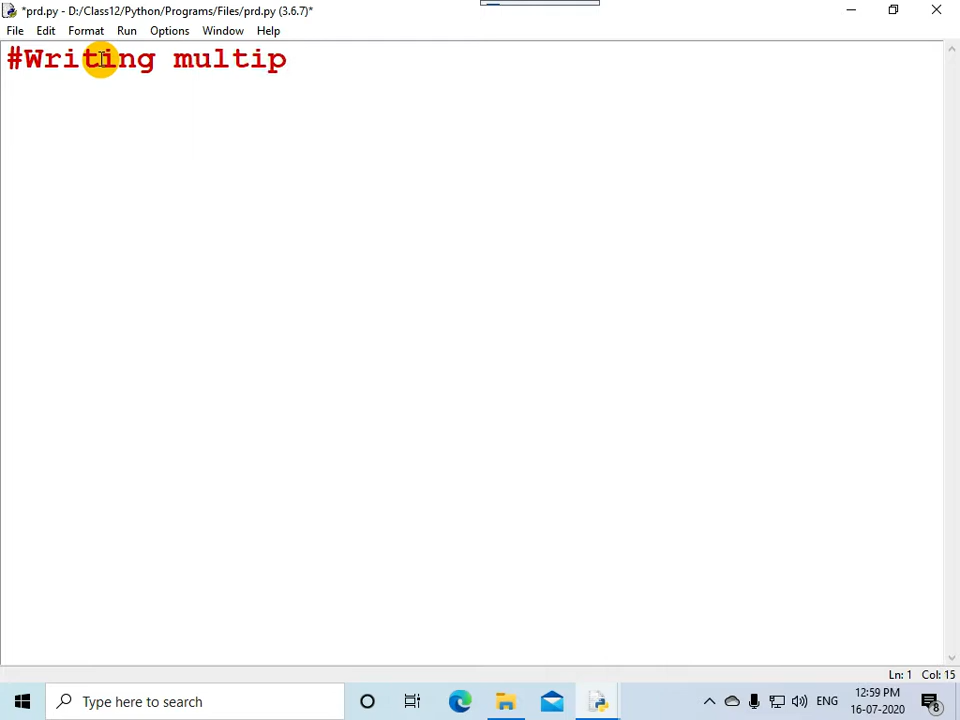 *prd.py - D:/Class12/Python/Programs/Files/prd.py (3.6.7)*
File Edit Format Run Options Window Help
#Writing multip
Ln: 1 Col: 15
Type here to search
ENG
12:59 PM
16-07-2020
8